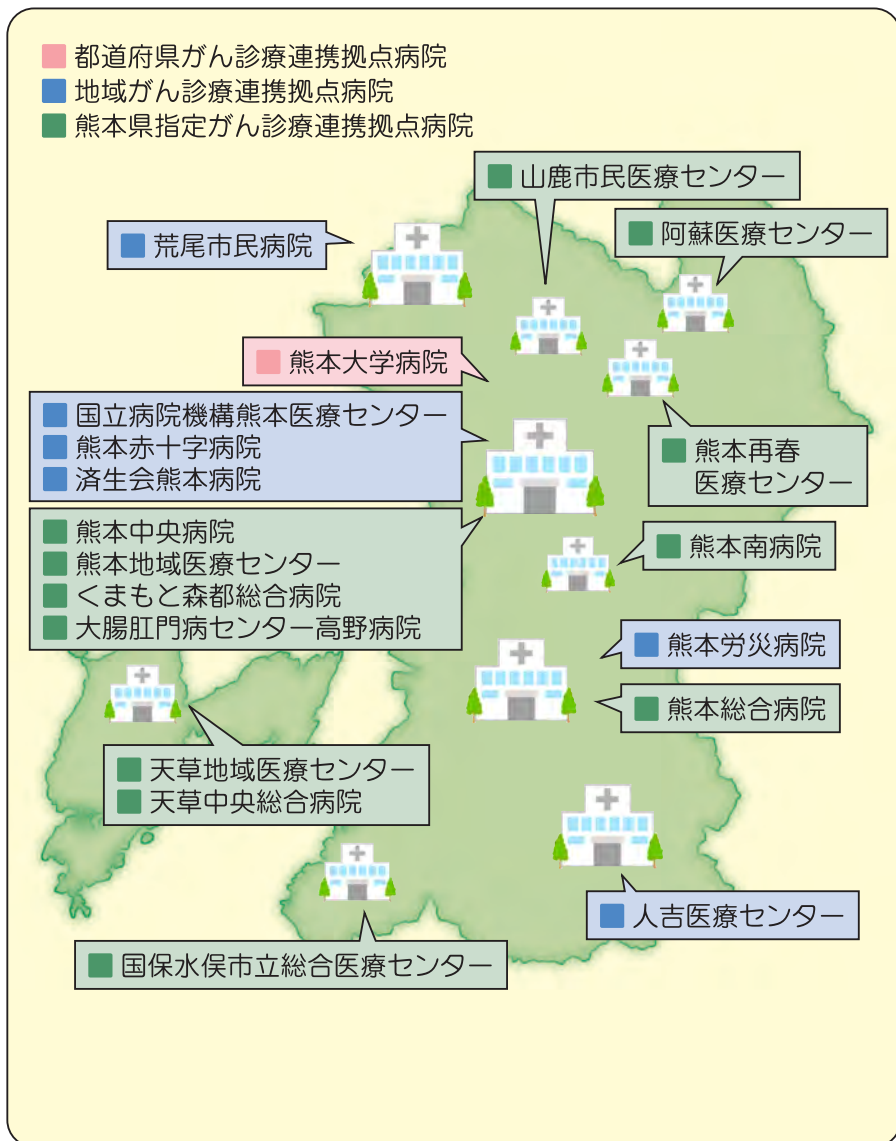 都道府県がん診療連携拠点病院
地域がん診療連携拠点病院
熊本県指定がん診療連携拠点病院
山鹿市民医療センター
荒尾市民病院
阿蘇医療センター
熊本大学病院
国立病院機構熊本医療センター
熊本赤十字病院
済生会熊本病院
熊本再春
医療センター
熊本中央病院
熊本地域医療センター
くまもと森都総合病院
大腸肛門病センター高野病院
熊本南病院
熊本労災病院
熊本総合病院
天草地域医療センター
天草中央総合病院
人吉医療センター
国保水俣市立総合医療センター